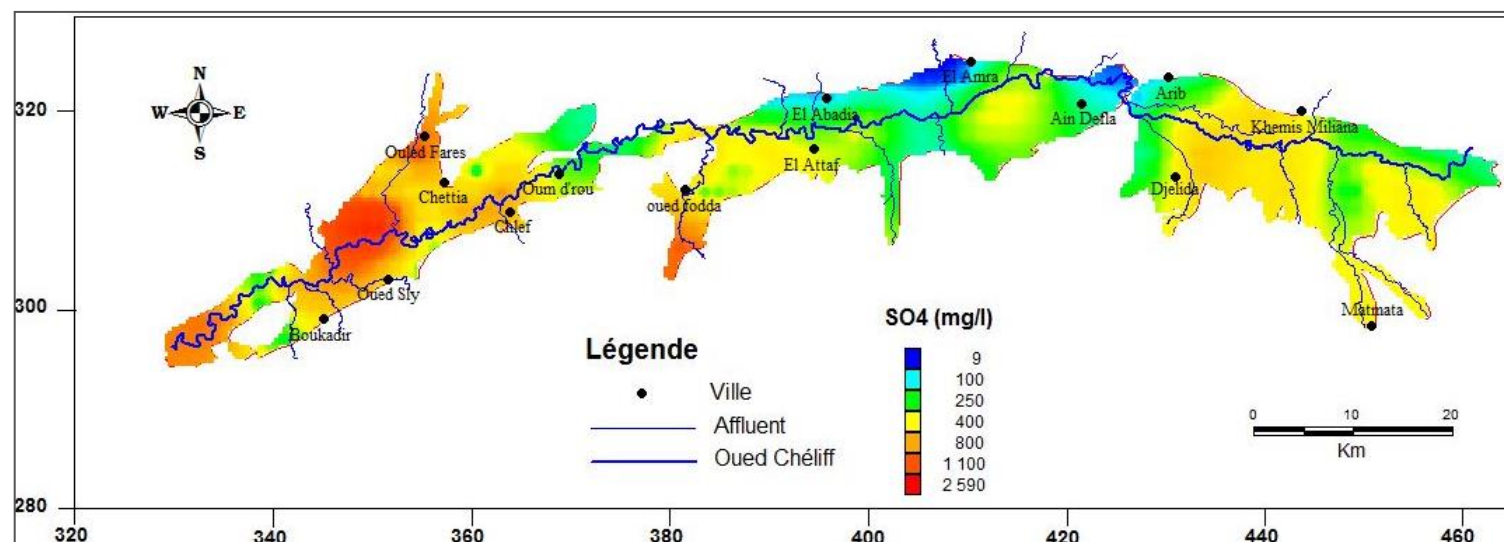 N
W E
S
320
300
280
320 340 360 380 400 420 440 460
El Amra
El Abadia
Arib
Ain Defla
Khemis Miliana
Ouled Fares
El Attaf
Chettia
Oum d'rou
Djelida
oued fodda
Chlef
Oued Sly
Boukadir
Matmata
Légende
Ville
Affluent
Oued Chéliff
SO4 (mg/l)
9
100
250
400
800
1 100
2 590
0 10 20
Km